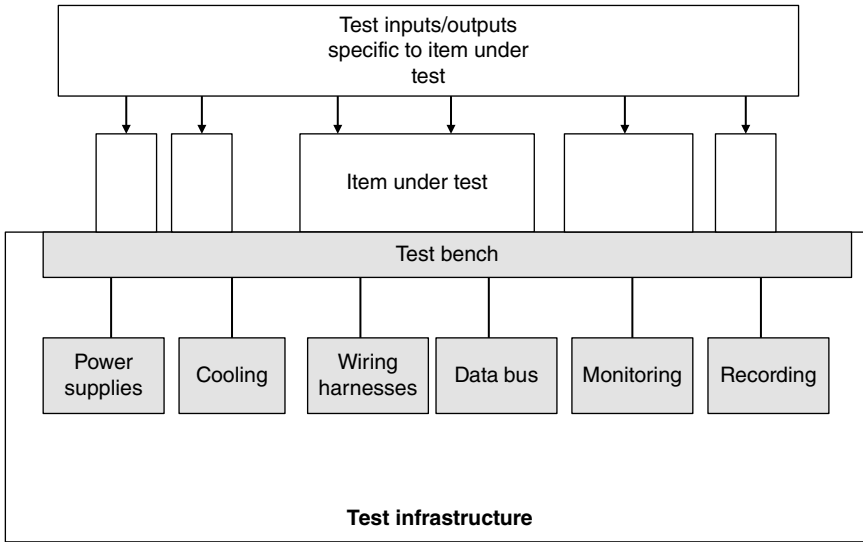 Test inputs/outputs
specific to item under
test
Item under test
Test bench
Power
supplies
Cooling
Wiring
harnesses
Data bus
Monitoring
Recording
Test infrastructure